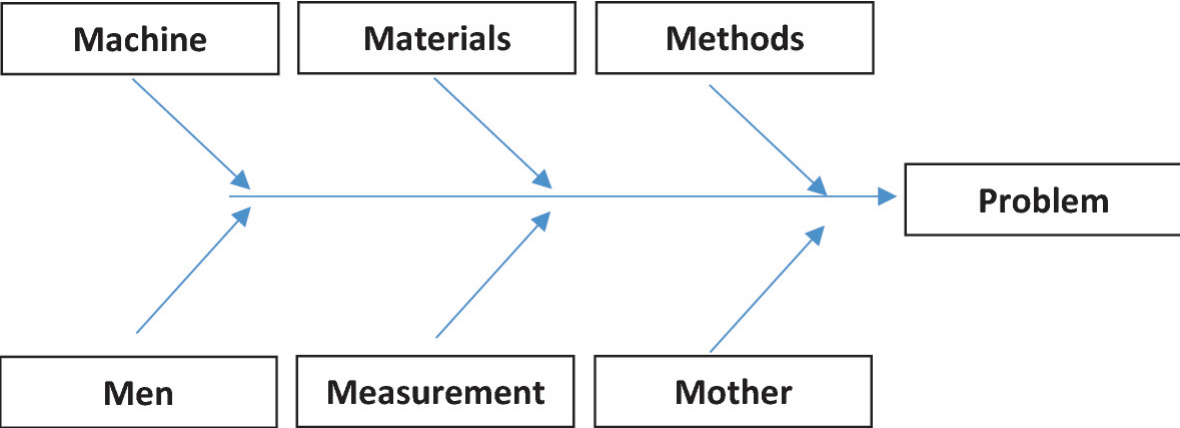 Machine
Materials
Methods
Problem
Men
Measurement
Mother